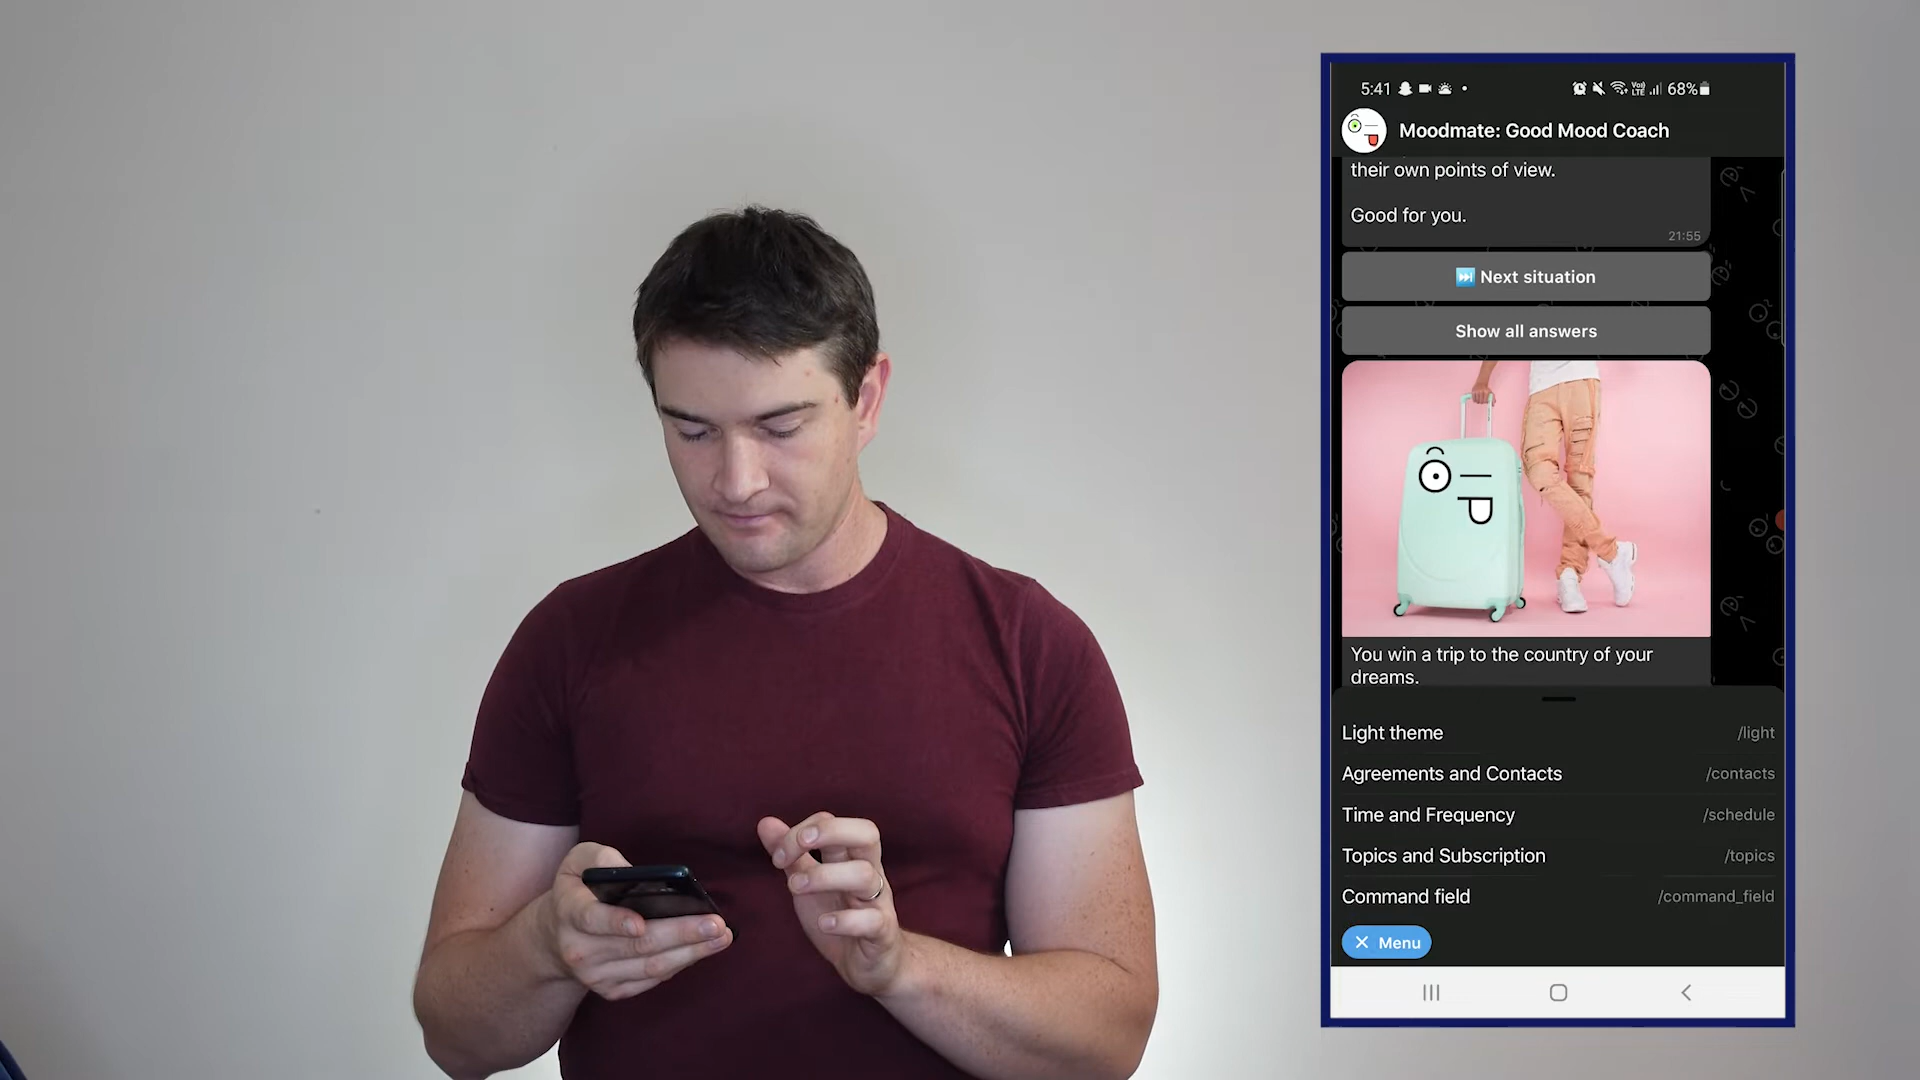 5:41
Vo)
LTE
68%
Moodmate: Good Mood Coach
their own points of view.
Good for you.
21:55
Next situation
Show all answers
You win a trip to the country of your
dreams.
Light theme /light
Agreements and Contacts /contacts
Time and Frequency /schedule
Topics and Subscription /topics
Command field /command_field
Menu